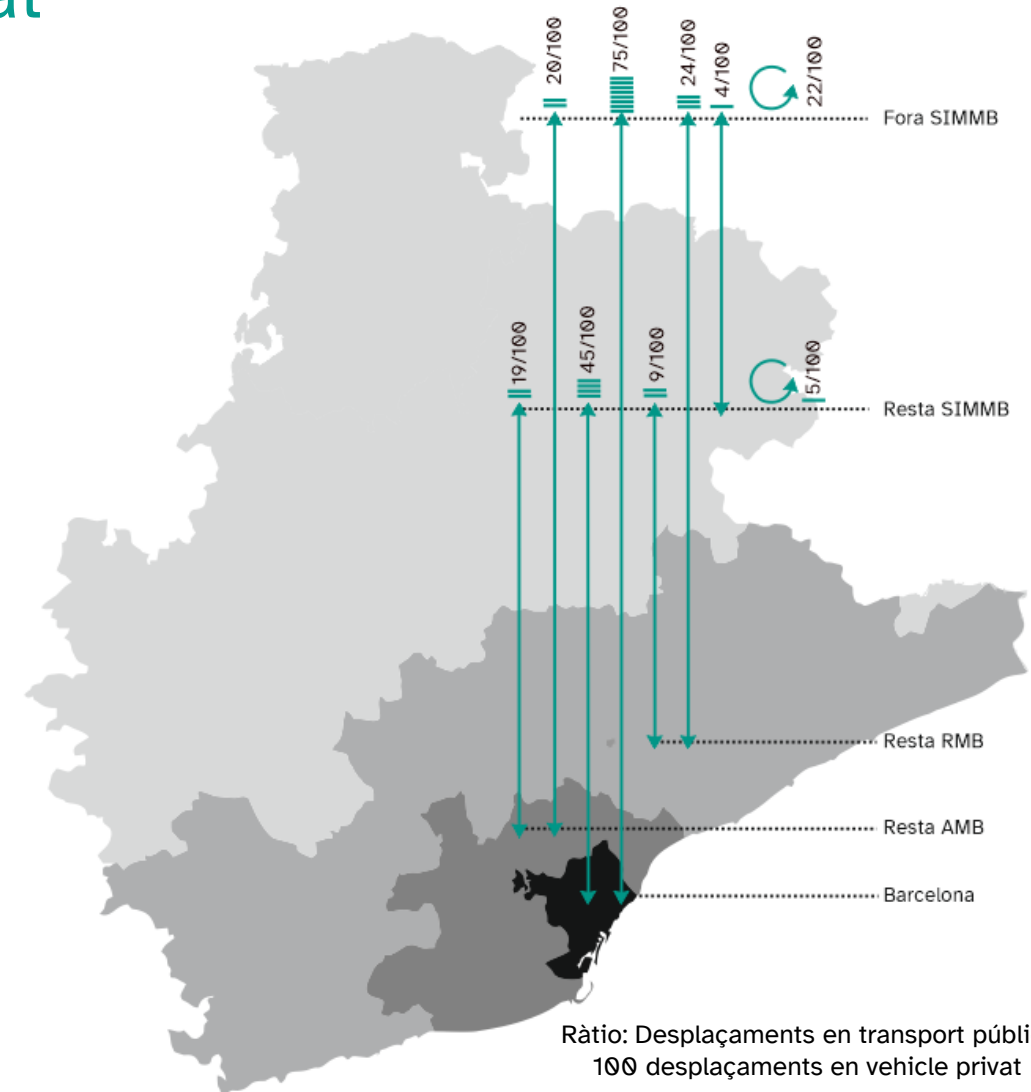 20/100
75/100
24/100
4/100
22/100
Fora SIMMB
19/100
45/100
9/100
5/100
Resta SIMMB
Resta RMB
Resta AMB
Barcelona
Ràtio: Desplaçaments en transport
100 desplaçaments en vehicle privat